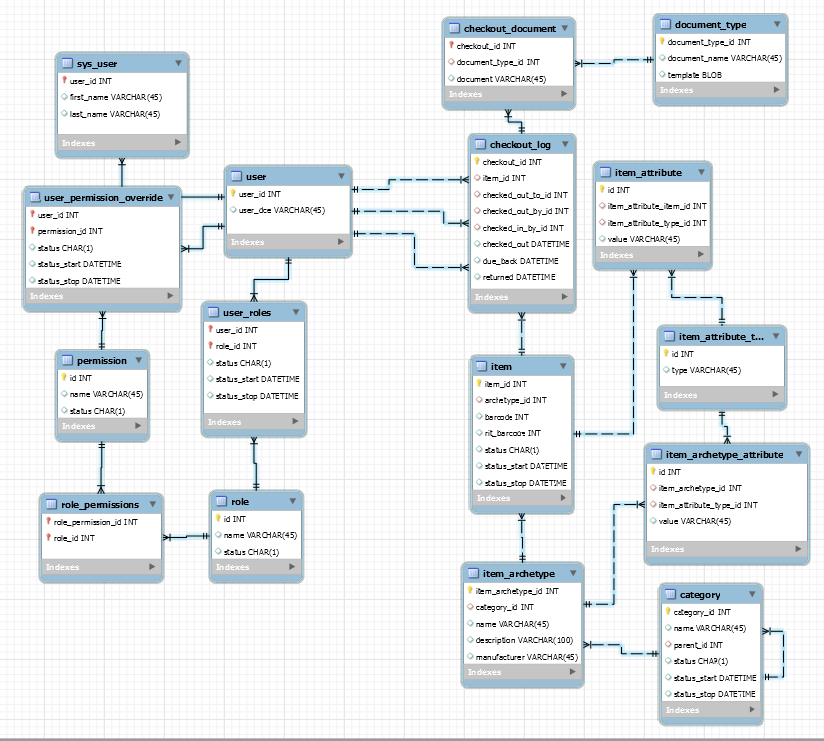 sys_user
user_id INT
first_name VARCHAR(45)
last_name VARCHAR(45)
Indexes
user_permission_override
user_id INT
permission_id INT
status CHAR(1)
status_start DATETIME
status_stop DATETIME
Indexes
permission
id INT
name VARCHAR(45)
status CHAR(1)
Indexes
role_permissions
role_permission_id INT
role_id INT
Indexes
user
user_id INT
user_dce VARCHAR(45)
Indexes
user_roles
user_id INT
role_id INT
status CHAR(1)
status_start DATETIME
status_stop DATETIME
Indexes
role
id INT
name VARCHAR(45)
status CHAR(1)
Indexes
checkout_document
checkout_id INT
document_type_id INT
document VARCHAR(45)
Indexes
document_type
document_type_id INT
document_name VARCHAR(45)
template BLOB
Indexes
checkout_log
checkout_id INT
item_id INT
checked_out_to_id INT
checked_out_by_id INT
checked_in_by_id INT
checked_out DATETIME
due_back DATETIME
returned DATETIME
Indexes
item_attribute
id INT
item_attribute_item_id INT
item_attribute_type_id INT
value VARCHAR(45)
Indexes
item_attribute_t...
id INT
type VARCHAR(45)
Indexes
item
item_id INT
archetype_id INT
barcode INT
rit_barcode INT
status CHAR(1)
status_start DATETIME
status_stop DATETIME
Indexes
item_archetype_attribute
id INT
item_archetype_id INT
item_attribute_type_id INT
value VARCHAR(45)
Indexes
item_archetype
item_archetype_id INT
category_id INT
name VARCHAR(45)
description VARCHAR(100)
manufacturer VARCHAR(45)
Indexes
category
category_id INT
name VARCHAR(45)
parent_id INT
status CHAR(1)
status_start DATETIME
status_stop DATETIME
Indexes